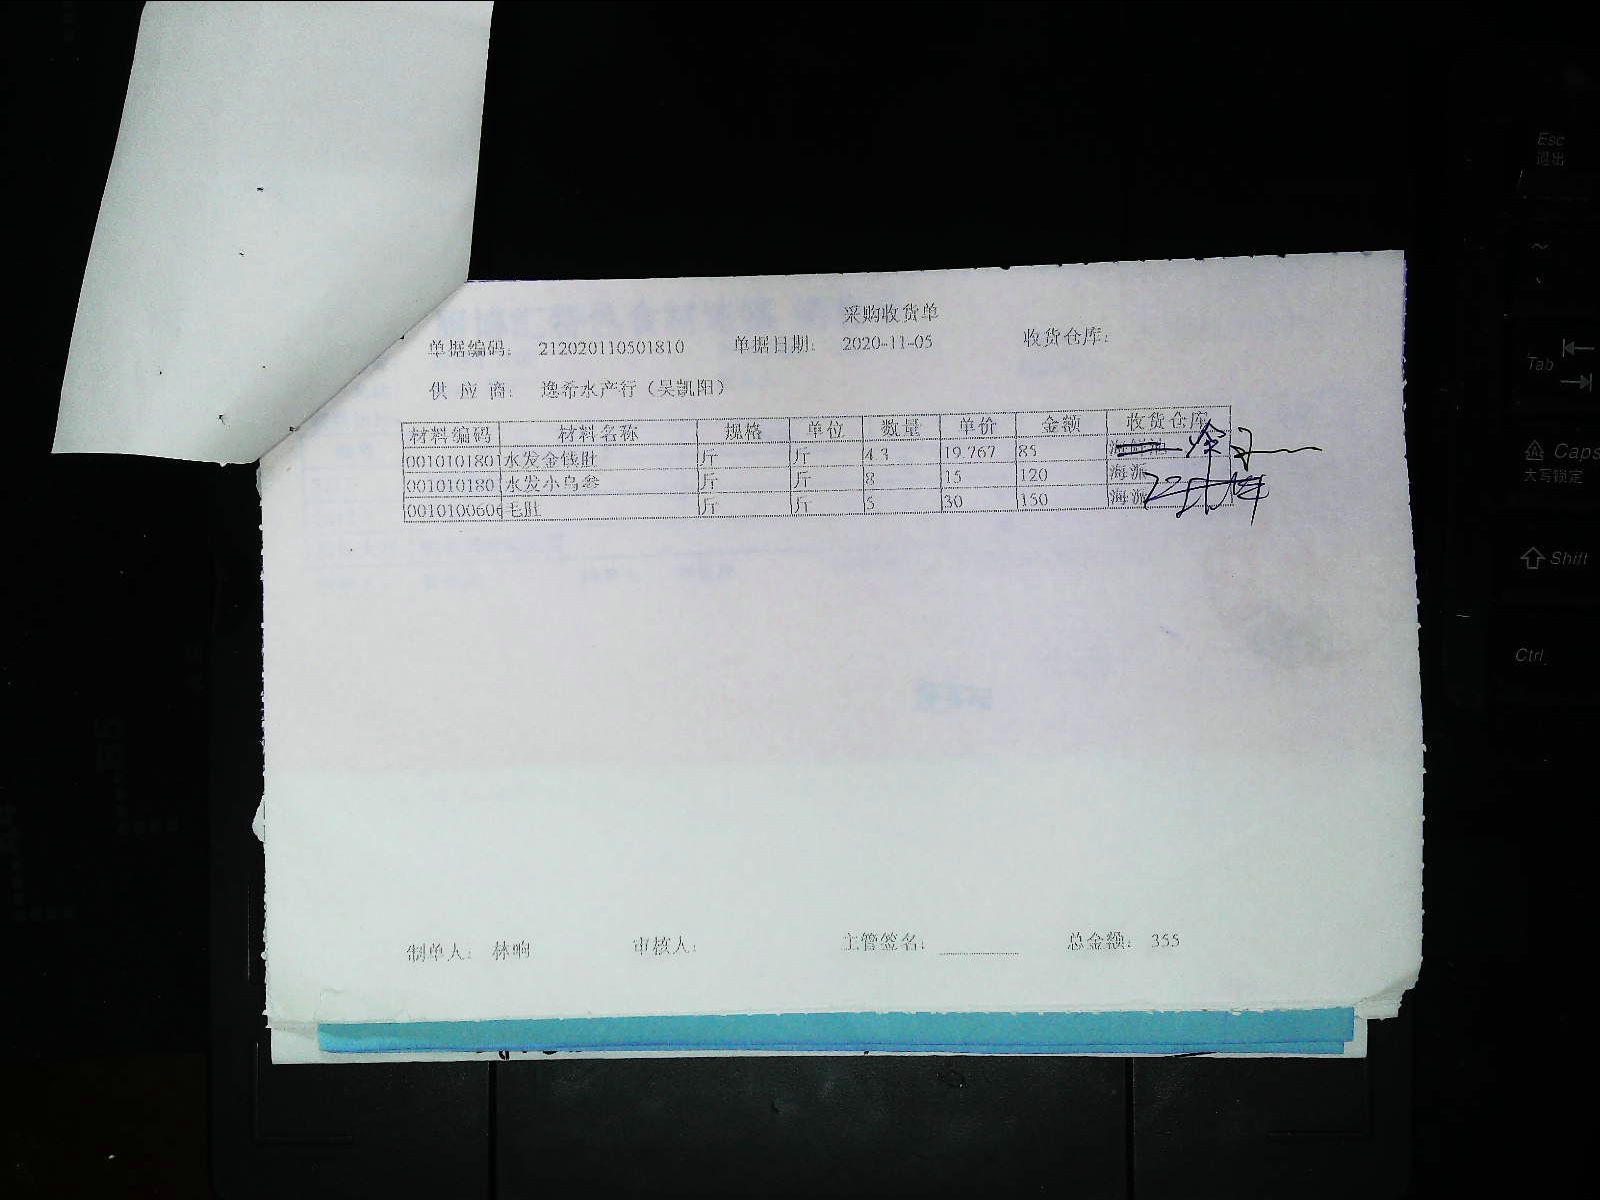 采购收货单
单据编码： 212020110501810 单据日期： 2020-11-05 收货仓库：
供 应 商： 逸希水产行（吴凯阳）
材料编码 材料名称 规格 单位 数量 单价 金额 收货仓库
001010180 水发金钱肚 斤 斤 4.3 19.767 85
001010180 水发小乌参 斤 斤 8 15 120 海派
0010100606 毛肚 斤 斤 5 30 150 海派
制单人： 林晌 审核人： 主管签名： 总金额： 355
Esc
退出
Tab
Caps
大写锁定
Shift
Ctrl